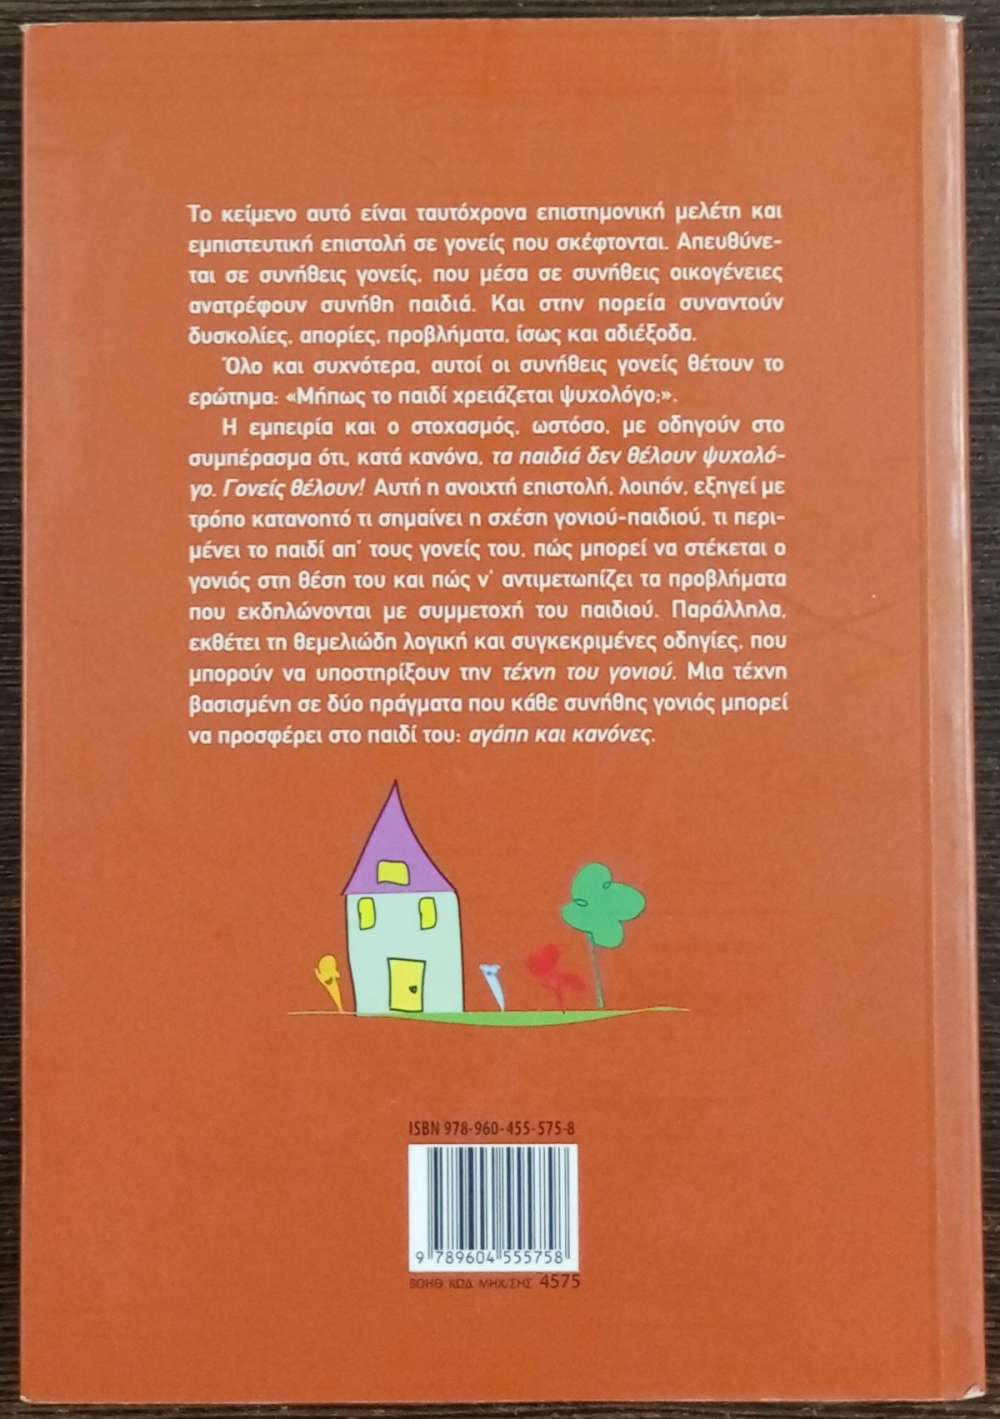 Το κείμενο αυτό είναι ταυτόχρονα επιστημονική μελέτη και
εμπιστευτική επιστολή σε γονείς που σκέφτονται. Απευθύνε-
ται σε συνήθεις γονείς, που μέσα σε συνήθεις οικογένειες
ανατρέφουν συνήθη παιδιά. Και στην πορεία συναντούν
δυσκολίες, απορίες, προβλήματα, ίσως και αδιέξοδα.
Όλο και συχνότερα, αυτοί οι συνήθεις γονείς θέτουν το
ερώτημα: «Μήπως το παιδί χρειάζεται ψυχολόγο;».
Η εμπειρία και ο στοχασμός, ωστόσο, με οδηγούν στο
συμπέρασμα ότι, κατά κανόνα, τα παιδιά δεν θέλουν ψυχολό-
γο. Γονείς θέλουν! Αυτή η ανοιχτή επιστολή, λοιπόν, εξηγεί με
τρόπο κατανοητό τι σημαίνει η σχέση γονιού-παιδιού, τι περι-
μένει το παιδί απ' τους γονείς του, πώς μπορεί να στέκεται ο
γονιός στη θέση του και πώς ν' αντιμετωπίζει τα προβλήματα
που εκδηλώνονται με συμμετοχή του παιδιού. Παράλληλα,
εκθέτει τη θεμελιώδη λογική και συγκεκριμένες οδηγίες, που
μπορούν να υποστηρίξουν την τέχνη του γονιού. Μια τέχνη
βασισμένη σε δύο πράγματα που κάθε συνήθης γονιός μπορεί
να προσφέρει στο παιδί του: αγάπη και κανόνες.
ISBN 978-960-455-575-8
9 789604 555758
ΒΟΗΘ. ΚΩΔ. ΜΗΧ/ΣΗΣ 4575